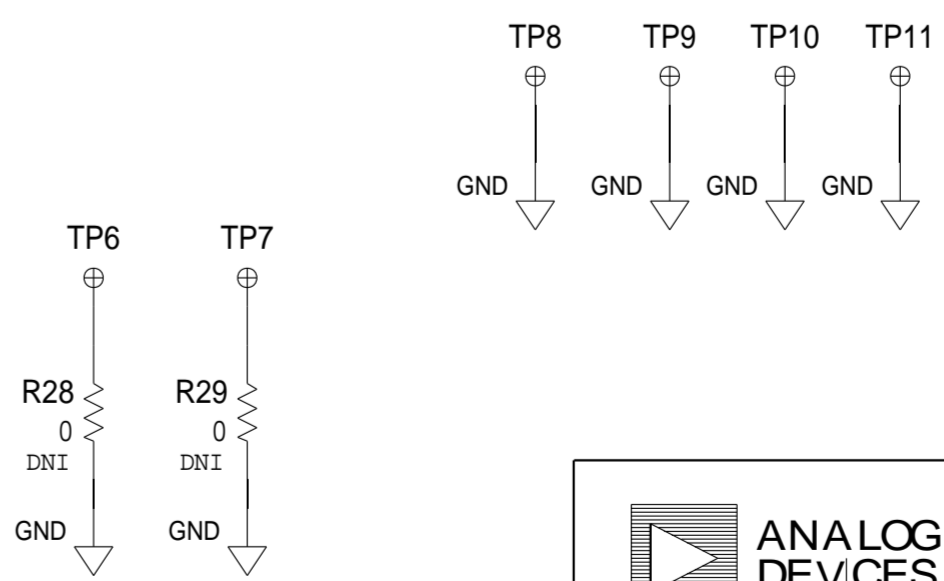 TP8 TP9 TP10 TP11
GND GND GND GND
TP6 TP7
R28 R29
0 0
DNI DNI
GND GND
ANALOG
DEVICES